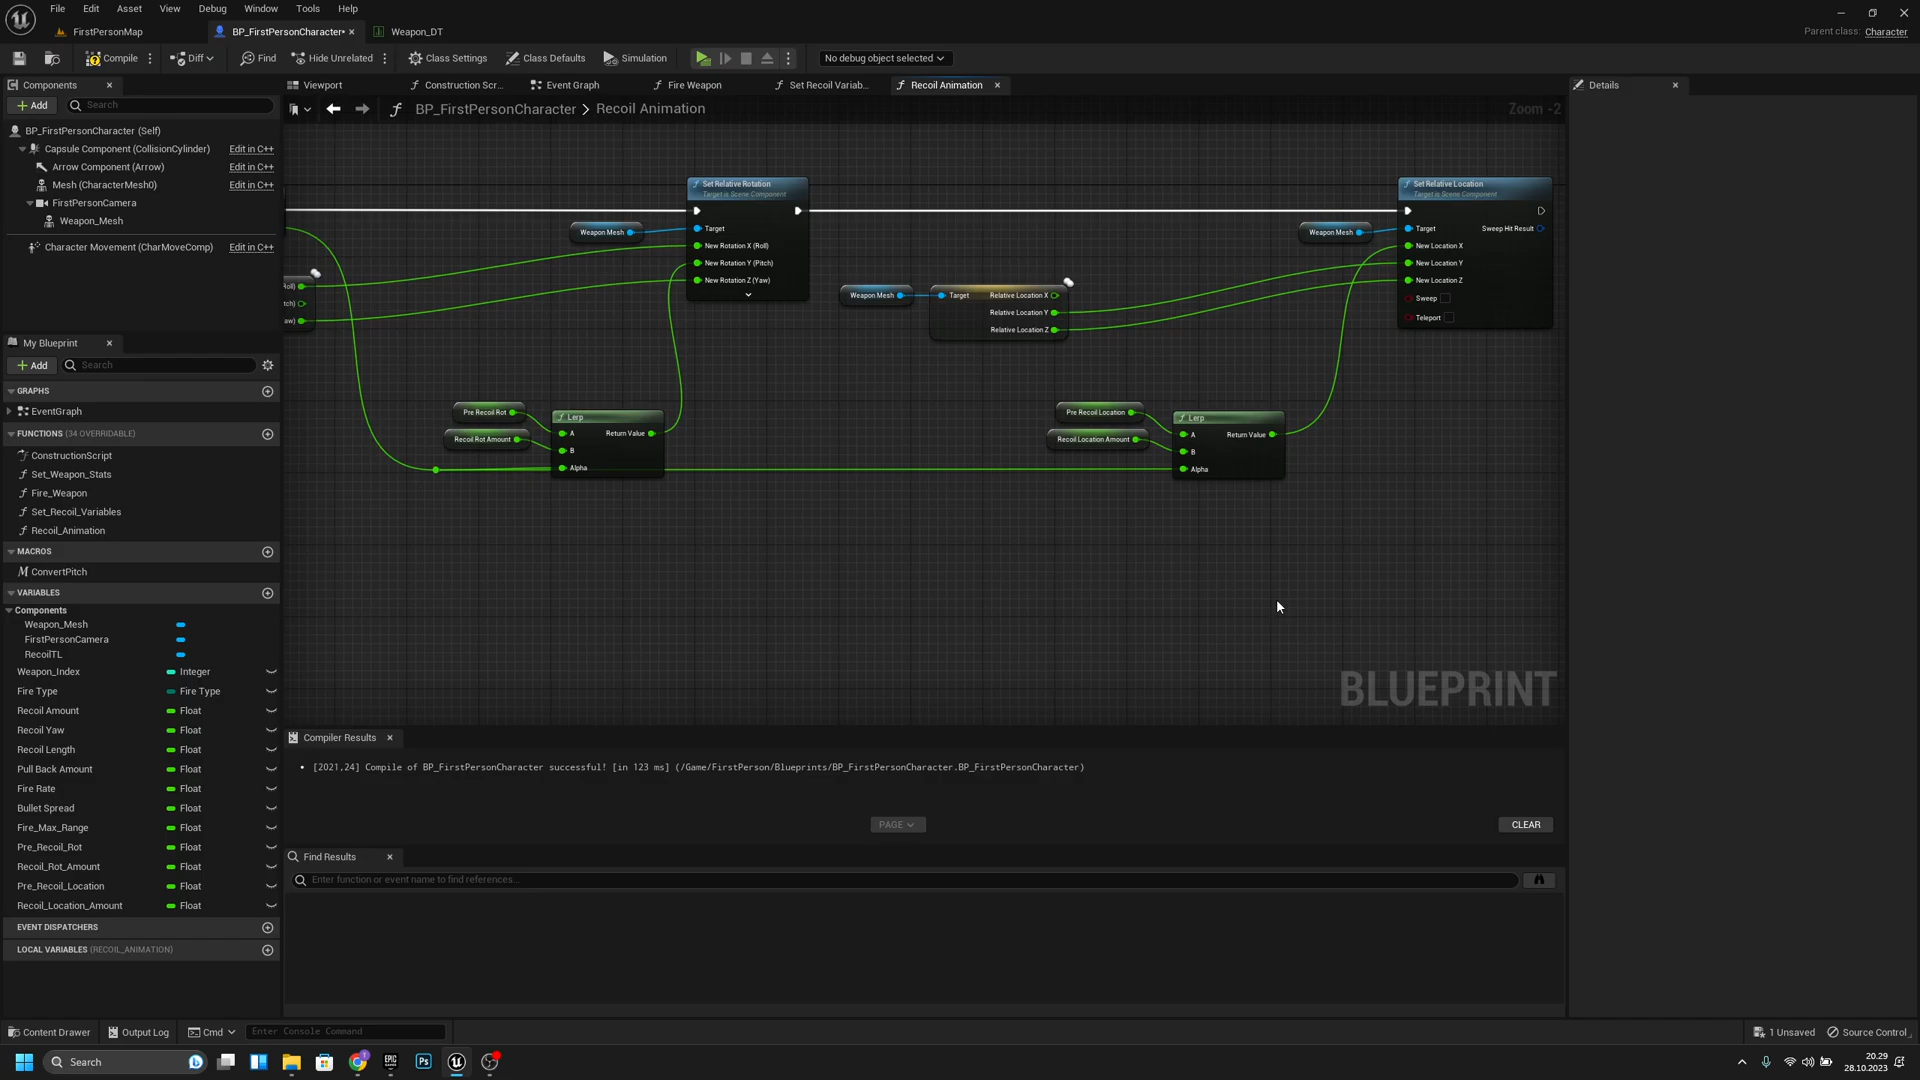 File Edit Asset View Window Debug Tools Help
FirstPersonMap BP_FirstPersonCharacter• Weapon_DT
Parent class: Character
Compile Diff Find Hide Unrelated Class Settings Class Defaults Simulation No debug object selected
Components
Add Search
BP_FirstPersonCharacter (Self)
Capsule Component (CollisionCylinder) Edit in C++
Arrow Component (Arrow) Edit in C++
Mesh (CharacterMesh0) Edit in C++
FirstPersonCamera
Weapon_Mesh
Character Movement (CharMoveComp) Edit in C++
My Blueprint
Add Search
GRAPHS
EventGraph
FUNCTIONS (34 OVERRIDABLE)
ConstructionScript
Set_Weapon_Stats
Fire_Weapon
Set_Recoil_Variables
Recoil_Animation
MACROS
ConvertPitch
VARIABLES
Components
Weapon_Mesh
FirstPersonCamera
RecoilTL
Weapon_Index Integer
Fire Type Fire Type
Recoil Amount Float
Recoil Yaw Float
Recoil Length Float
Pull Back Amount Float
Fire Rate Float
Bullet Spread Float
Fire_Max_Range Float
Pre_Recoil_Rot Float
Recoil_Rot_Amount Float
Pre_Recoil_Location Float
Recoil_Location_Amount Float
EVENT DISPATCHERS
LOCAL VARIABLES (RECOIL_ANIMATION)
Viewport Construction Scr... Event Graph Fire Weapon Set Recoil Variab... Recoil Animation
BP_FirstPersonCharacter > Recoil Animation Zoom -2
Set Relative Rotation
Target is Scene Component
Weapon Mesh
Target
New Rotation X (Roll)
New Rotation Y (Pitch)
New Rotation Z (Yaw)
Roll)
tch)
aw)
Weapon Mesh
Target Relative Location X
Relative Location Y
Relative Location Z
Set Relative Location
Target is Scene Component
Weapon Mesh
Target Sweep Hit Result
New Location X
New Location Y
New Location Z
Sweep
Teleport
Pre Recoil Rot
Recoil Rot Amount
Lerp
A Return Value
B
Alpha
Pre Recoil Location
Recoil Location Amount
Lerp
A Return Value
B
Alpha
BLUEPRINT
Compiler Results
• [2021,24] Compile of BP_FirstPersonCharacter successful! [in 123 ms] (/Game/FirstPerson/Blueprints/BP_FirstPersonCharacter.BP_FirstPersonCharacter)
PAGE CLEAR
Find Results
Enter function or event name to find references...
Details
Content Drawer Output Log Cmd Enter Console Command 1 Unsaved Source Control
Search
EPIC
Ps
20.29
28.10.2023